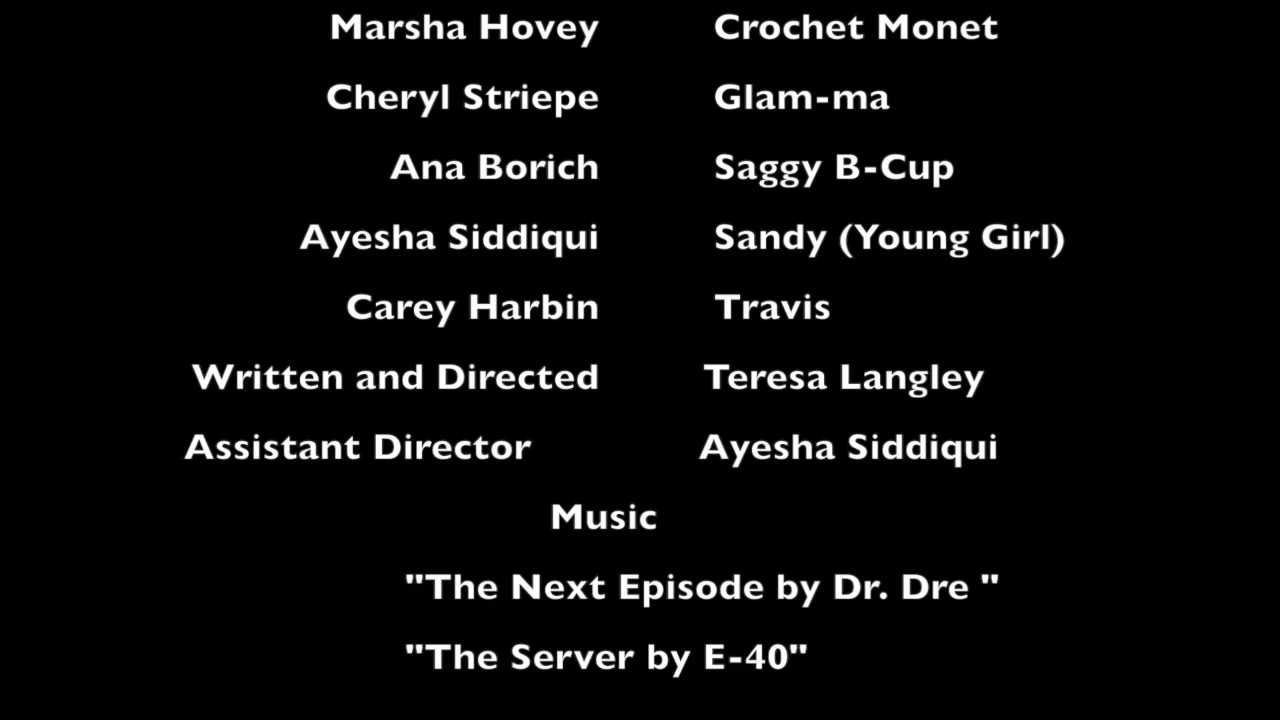 Marsha Hovey Crochet Monet
Cheryl Striepe Glam-ma
Ana Borich Saggy B-Cup
Ayesha Siddiqui Sandy (Young Girl)
Carey Harbin Travis
Written and Directed Teresa Langley
Assistant Director Ayesha Siddiqui
Music
"The Next Episode by Dr. Dre "
"The Server by E-40"